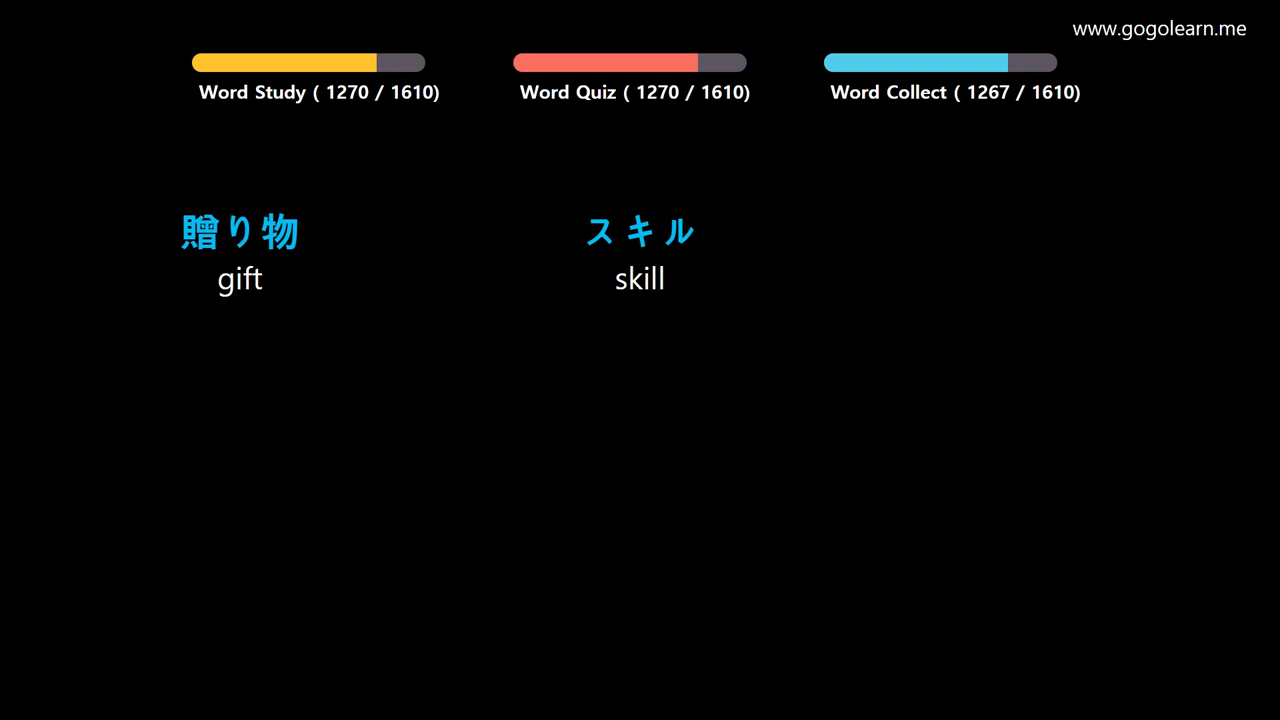 www.gogolearn.me
Word Study ( 1270 / 1610)
Word Quiz ( 1270 / 1610)
Word Collect ( 1267 / 1610)
贈り物
gift
スキル
skill